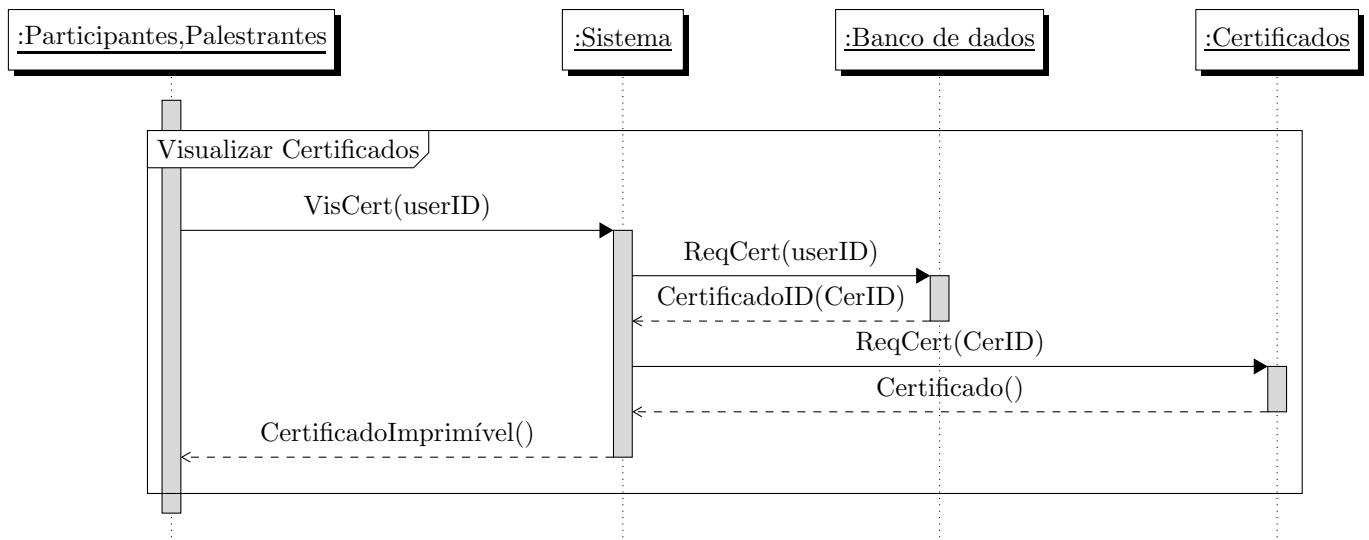 :Participantes,Palestrantes
:Sistema
:Banco de dados
:Certificados
Visualizar Certificados
VisCert(userID)
ReqCert(userID)
CertificadoID(CerID)
ReqCert(CerID)
Certificado()
CertificadoImprimível()